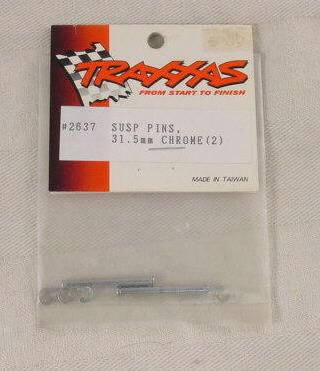 TRAXXAS
FROM START TO FINISH
#2637 SUSP PINS,
31.5mm CHROME(2)
MADE IN TAIWAN